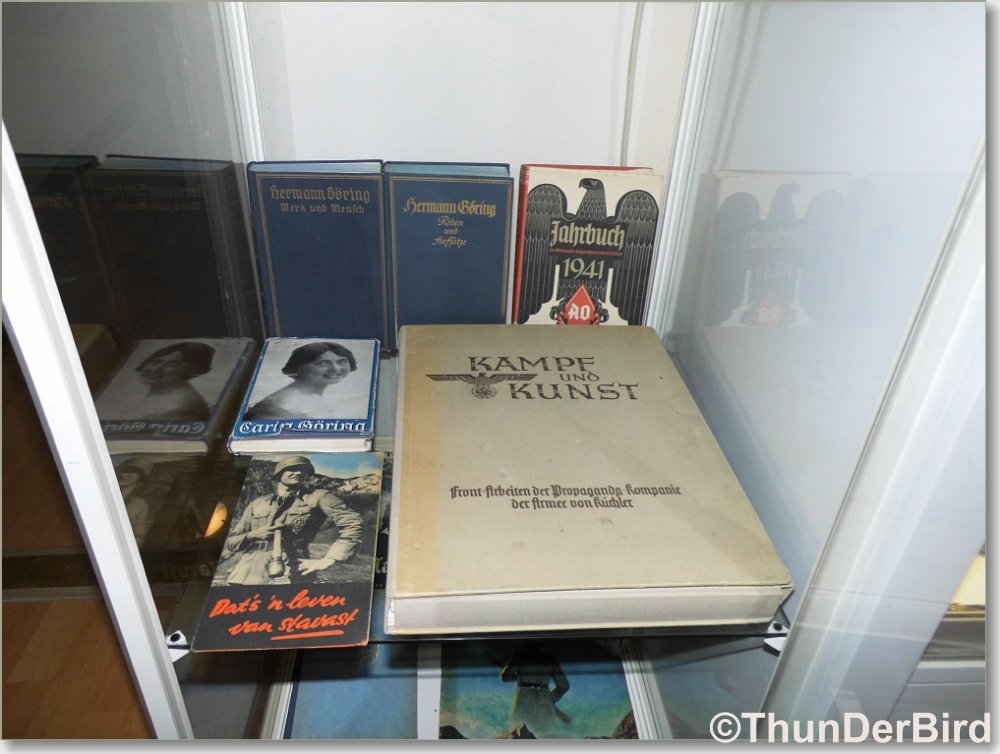 Hermann Göring
Werk und Mensch
Hermann Göring
Reden
und
Aufsätze
Jahrbuch
1941
AO
Carin Göring
KAMPF
UND
KUNST
Front-Arbeiten der Propaganda-Kompanie
der Armee von Küchler
Dat's 'n leven
van stavast
©ThunDerBird